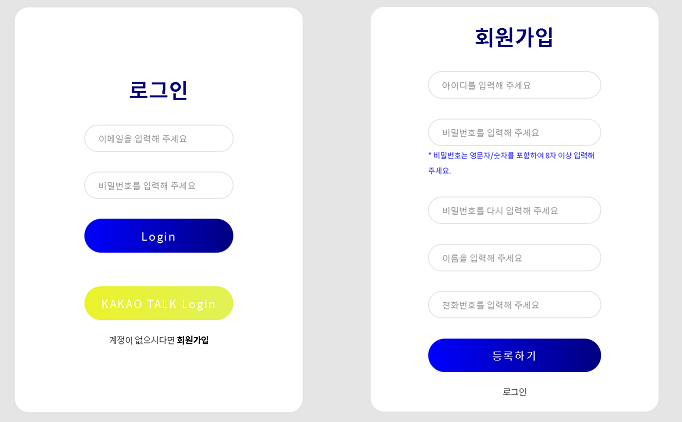 로그인
이메일을 입력해 주세요
비밀번호를 입력해 주세요
Login
KAKAO TALK Login
계정이 없으시다면 회원가입
회원가입
아이디를 입력해 주세요
비밀번호를 입력해 주세요
* 비밀번호는 영문자/숫자를 포함하여 8자 이상 입력해
주세요.
비밀번호를 다시 입력해 주세요
이름을 입력해 주세요
전화번호를 입력해 주세요
등록하기
로그인